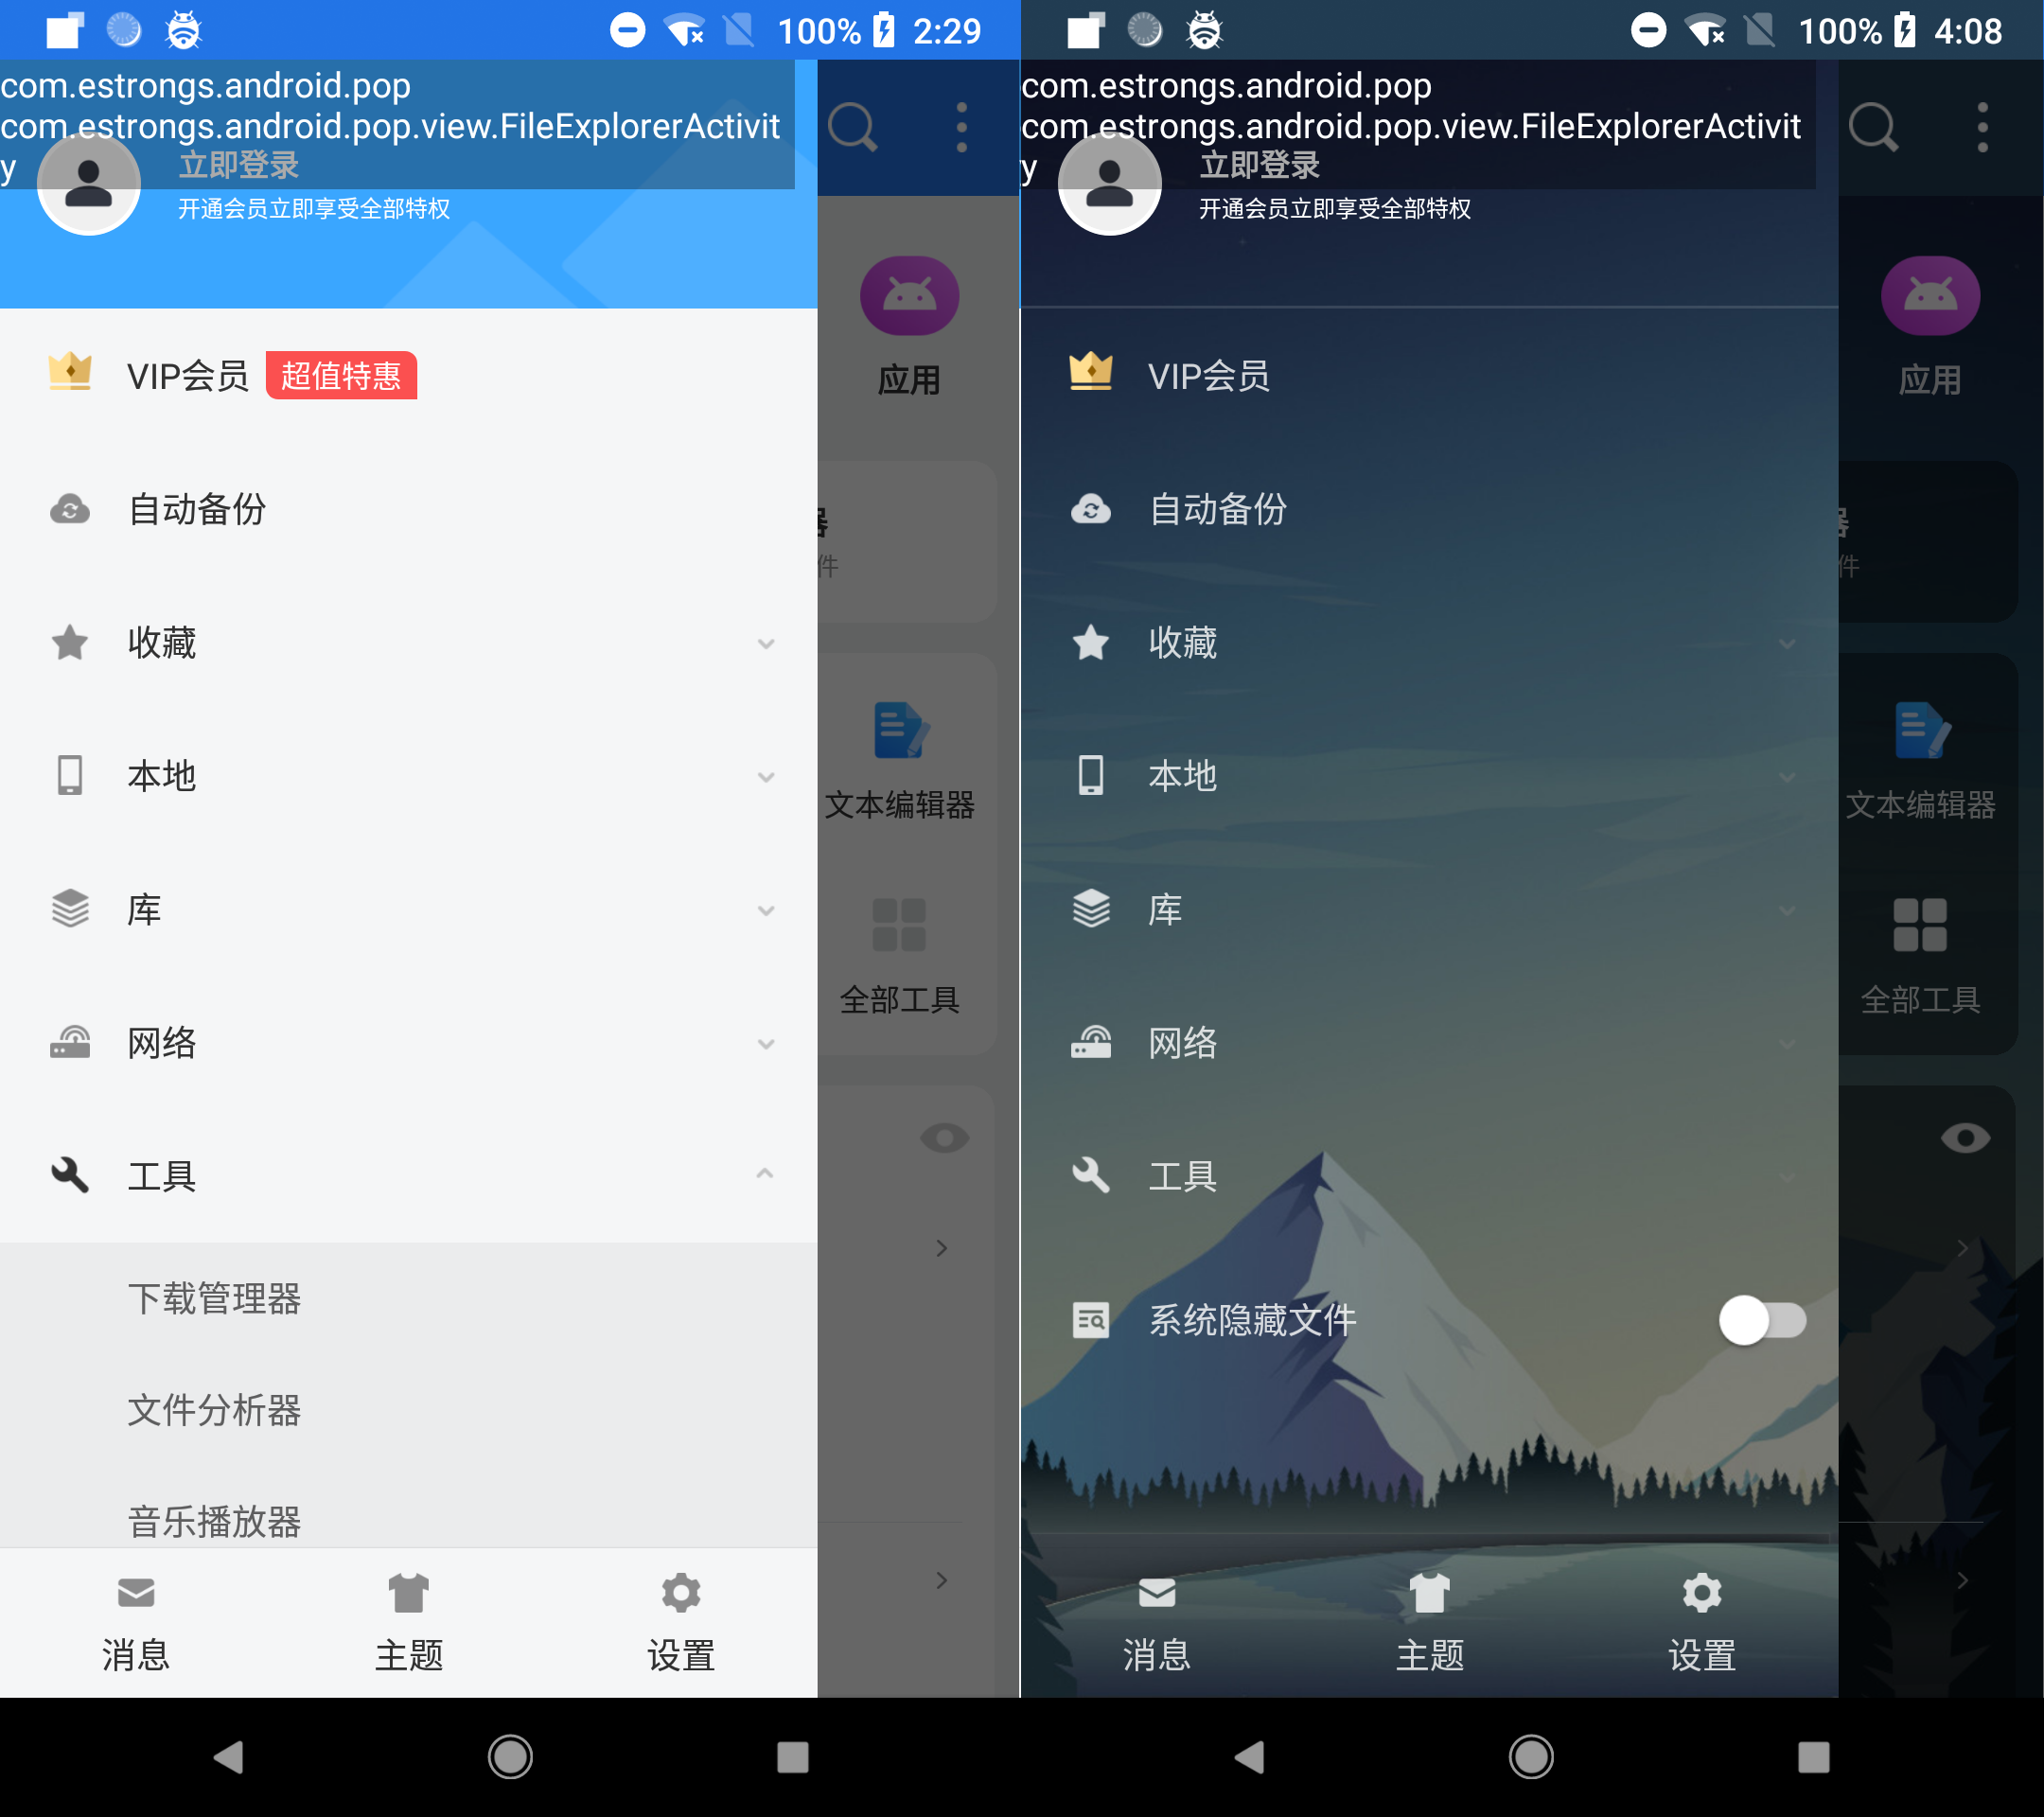 100% 2:29
com.estrongs.android.pop
com.estrongs.android.pop.view.FileExplorerActivit
y
立即登录
开通会员立即享受全部特权
应用
VIP会员 超值特惠
自动备份
器
件
收藏
本地
文本编辑器
库
全部工具
网络
工具
下载管理器
文件分析器
音乐播放器
消息 主题 设置
100% 4:08
com.estrongs.android.pop
com.estrongs.android.pop.view.FileExplorerActivit
y
立即登录
开通会员立即享受全部特权
应用
VIP会员
自动备份
器
件
收藏
本地
文本编辑器
库
全部工具
网络
工具
系统隐藏文件
消息 主题 设置